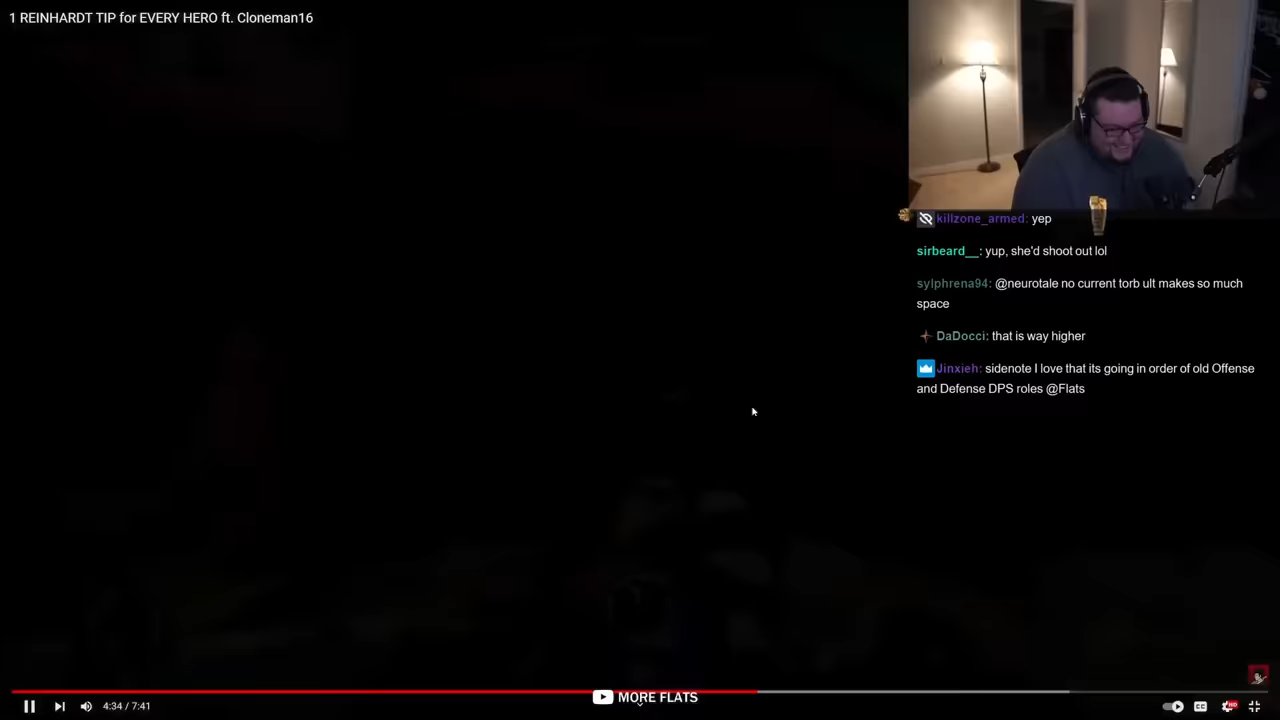 1 REINHARDT TIP for EVERY HERO ft. Cloneman16
killzone_armed: yep
sirbeard__: yup, she'd shoot out lol
sylphrena94: @neurotale no current torb ult makes so much
space
DaDocci: that is way higher
Jinxieh: sidenote I love that its going in order of old Offense
and Defense DPS roles @Flats
MORE FLATS
4:34 / 7:41
CC
HD